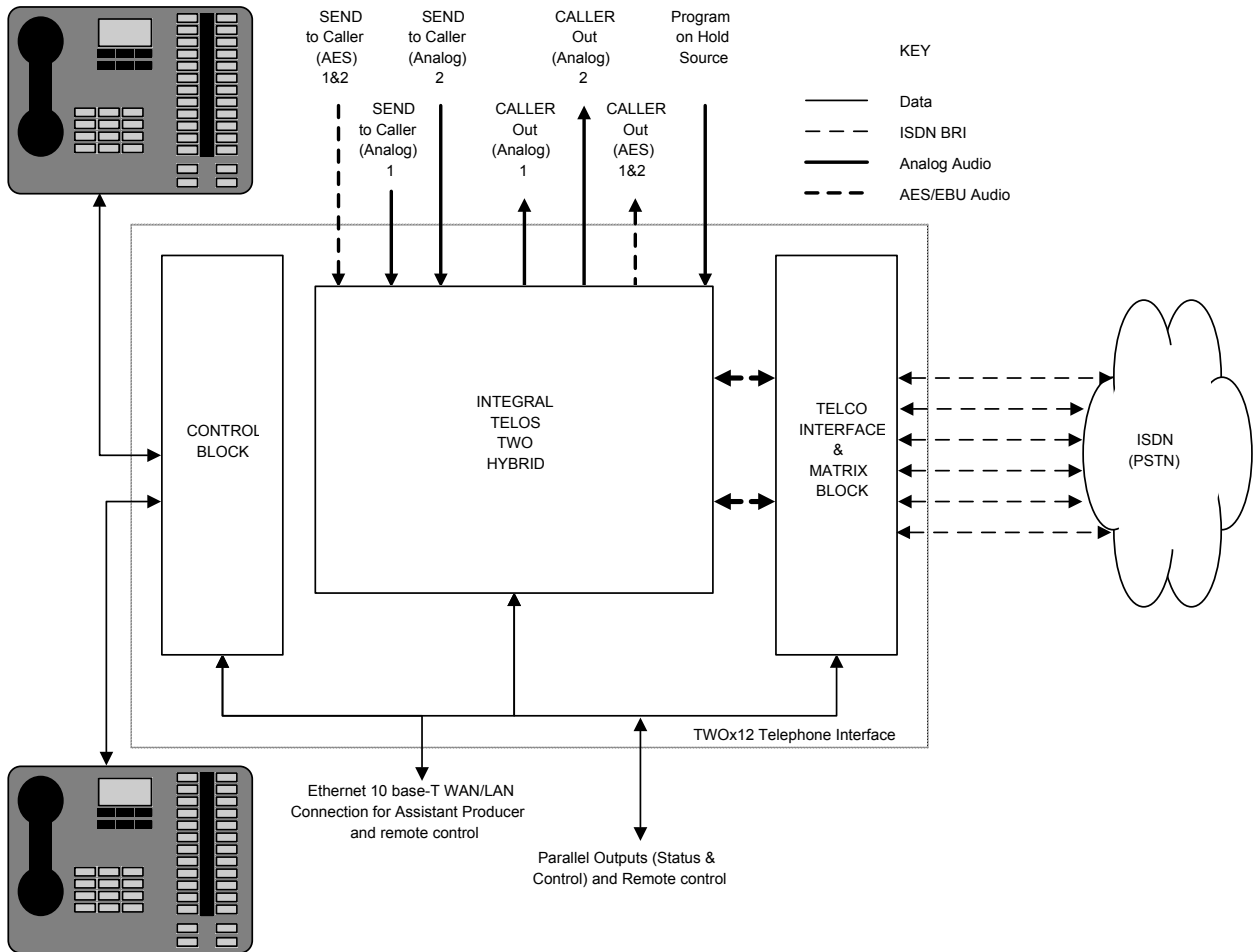 SEND
to Caller
(AES)
1&2
SEND
to Caller
(Analog)
2
CALLER
Out
(Analog)
2
Program
on Hold
Source
KEY
SEND
to Caller
(Analog)
1
CALLER
Out
(Analog)
1
CALLER
Out
(AES)
1&2
Data
ISDN BRI
Analog Audio
AES/EBU Audio
CONTROL
BLOCK
INTEGRAL
TELOS
TWO
HYBRID
TELCO
INTERFACE
&
MATRIX
BLOCK
ISDN
(PSTN)
TWOx12 Telephone Interface
Ethernet 10 base-T WAN/LAN
Connection for Assistant Producer
and remote control
Parallel Outputs (Status &
Control) and Remote control